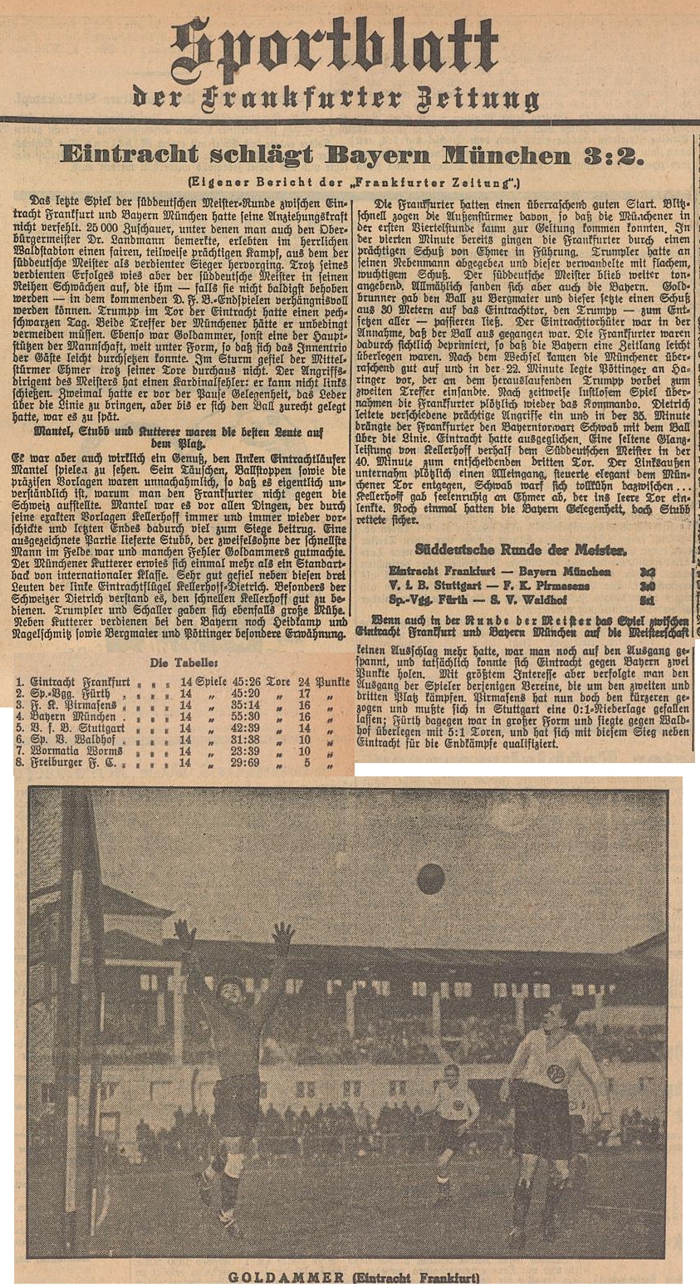 Sportblatt
der Frankfurter Zeitung
Eintracht schlägt Bayern München 3:2.
(Eigener Bericht der „Frankfurter Zeitung“.)
Das letzte Spiel der süddeutschen Meister-Runde zwischen Ein-
tracht Frankfurt und Bayern München hatte seine Anziehungskraft
nicht verfehlt. 25 000 Zuschauer, unter denen man auch den Ober-
bürgermeister Dr. Landmann bemerkte, erlebten im herrlichen
Waldstadion einen fairen, teilweise prächtigen Kampf, aus dem der
süddeutsche Meister als verdienter Sieger hervorging. Trotz seines
verdienten Erfolges wies aber der süddeutsche Meister in seinen
Reihen Schwächen auf, die ihm — falls sie nicht baldigst behoben
werden — in dem kommenden D. F. B.-Endspielen verhängnisvoll
werden können. Trumpp im Tor der Eintracht hatte einen pech-
schwarzen Tag. Beide Treffer der Münchener hätte er unbedingt
vermeiden müssen. Ebenso war Goldammer, sonst eine der Haupt-
stützen der Mannschaft, weit unter Form, so daß sich das Innentrio
der Gäste leicht durchsetzen konnte. Im Sturm gefiel der Mittel-
stürmer Ehmer trotz seiner Tore durchaus nicht. Der Angriffs-
dirigent des Meisters hat einen Kardinalfehler: er kann nicht links
schießen. Zweimal hatte er vor der Pause Gelegenheit, das Leder
über die Linie zu bringen, aber bis er sich den Ball zurecht gelegt
hatte, war es zu spät.
Mantel, Stubb und Kutterer waren die besten Leute auf
dem Platz.
Es war aber auch wirklich ein Genuß, den linken Eintrachtläufer
Mantel spielen zu sehen. Sein Täuschen, Ballstoppen sowie die
präzisen Vorlagen waren unnachahmlich, so daß es eigentlich un-
verständlich ist, warum man den Frankfurter nicht gegen die
Schweiz aufstellte. Mantel war es vor allen Dingen, der durch
seine exakten Vorlagen Kellerhoff immer und immer wieder vor-
schickte und letzten Endes dadurch viel zum Siege beitrug. Eine
ausgezeichnete Partie lieferte Stubb, der zweifelsohne der schnellste
Mann im Felde war und manchen Fehler Goldammers gutmachte.
Der Münchener Kutterer erwies sich einmal mehr als ein Standart-
back von internationaler Klasse. Sehr gut gefiel neben diesen drei
Leuten der linke Eintrachtflügel Kellerhoff-Dietrich. Besonders der
Schweizer Dietrich verstand es, den schnellen Kellerhoff gut zu be-
dienen. Trumpler und Schaller gaben sich ebenfalls große Mühe.
Neben Kutterer verdienen bei den Bayern noch Heidkamp und
Nagelschmitz sowie Bergmaier und Pöttinger besondere Erwähnung.
Die Frankfurter hatten einen überraschend guten Start. Blitz-
schnell zogen die Außenstürmer davon, so daß die Münchener in
der ersten Viertelstunde kaum zur Geltung kommen konnten. In
der vierten Minute bereits gingen die Frankfurter durch einen
prächtigen Schuß von Ehmer in Führung. Trumpler hatte an
seinen Nebenmann abgegeben und dieser verwandelte mit flachem,
wuchtigem Schuß. Der süddeutsche Meister blieb weiter ton-
angebend. Allmählich fanden sich aber auch die Bayern. Gold-
brunner gab den Ball zu Bergmaier und dieser setzte einen Schuß
aus 30 Metern auf das Eintrachttor, den Trumpp — zum Ent-
setzen aller — passieren ließ. Der Eintrachttorhüter war in der
Annahme, daß der Ball aus gegangen war. Die Frankfurter waren
dadurch sichtlich deprimiert, so daß die Bayern eine Zeitlang leicht
überlegen waren. Nach dem Wechsel kamen die Münchener über-
raschend gut auf und in der 22. Minute legte Pöttinger an Ha-
ringer vor, der an dem herauslaufenden Trumpp vorbei zum
zweiten Treffer einsandte. Nach zeitweise lustlosem Spiel über-
nahmen die Frankfurter plötzlich wieder das Kommando. Dietrich
leitete verschiedene prächtige Angriffe ein und in der 35. Minute
drängte der Frankfurter den Bayerntorwart Schwab mit dem Ball
über die Linie. Eintracht hatte ausgeglichen. Eine seltene Glanz-
leistung von Kellerhoff verhalf dem Süddeutschen Meister in der
40. Minute zum entscheidenden dritten Tor. Der Linksaußen
unternahm plötzlich einen Alleingang, steuerte elegant dem Mün-
chener Tor entgegen, Schwab warf sich tollkühn dazwischen . . .
Kellerhoff gab seelenruhig an Ehmer ab, der ins leere Tor ein-
lenkte. Noch einmal hatten die Bayern Gelegenheit, doch Stubb
rettete sicher.
Süddeutsche Runde der Meister.
Eintracht Frankfurt — Bayern München 3:2
V. f. B. Stuttgart — F. K. Pirmasens
Sp.-Vgg. Fürth — S. V. Waldhof 5:1
Wenn auch in der Runde der Meister das Spiel zwischen
Eintracht Frankfurt und Bayern München auf die Meisterschaft
keinen Ausschlag mehr hatte, war man noch auf den Ausgang ge-
spannt, und tatsächlich konnte sich Eintracht gegen Bayern zwei
Punkte holen. Mit größtem Interesse aber verfolgte man den
Ausgang der Spieler derjenigen Vereine, die um den zweiten und
dritten Platz kämpfen. Pirmasens hat nun doch den kürzeren ge-
zogen und mußte sich in Stuttgart eine 0:1-Niederlage gefallen
lassen; Fürth dagegen war in großer Form und siegte gegen Wald-
hof überlegen mit 5:1 Toren, und hat sich mit diesem Sieg neben
Eintracht für die Endkämpfe qualifiziert.
Die Tabelle:
1. Eintracht Frankfurt „ „ „ 14 Spiele 45:26 Tore 24 Punkte
2. Sp.-Vgg. Fürth „ „ „ „ 14 „ 45:20 „ 17 „
3. F. K. Pirmasens „ „ „ 14 „ 35:14 „ 16 „
4. Bayern München „ „ „ 14 „ 55:30 „ 16 „
5. V. f. B. Stuttgart „ „ „ 14 „ 42:39 „ 14 „
6. Sp. V. Waldhof „ „ „ 14 „ 31:38 „ 10 „
7. Wormatia Worms „ „ „ 14 „ 23:39 „ 10 „
8. Freiburger F. C. „ „ „ 14 „ 29:69 „ 5 „
GOLDAMMER (Eintracht Frankfurt)